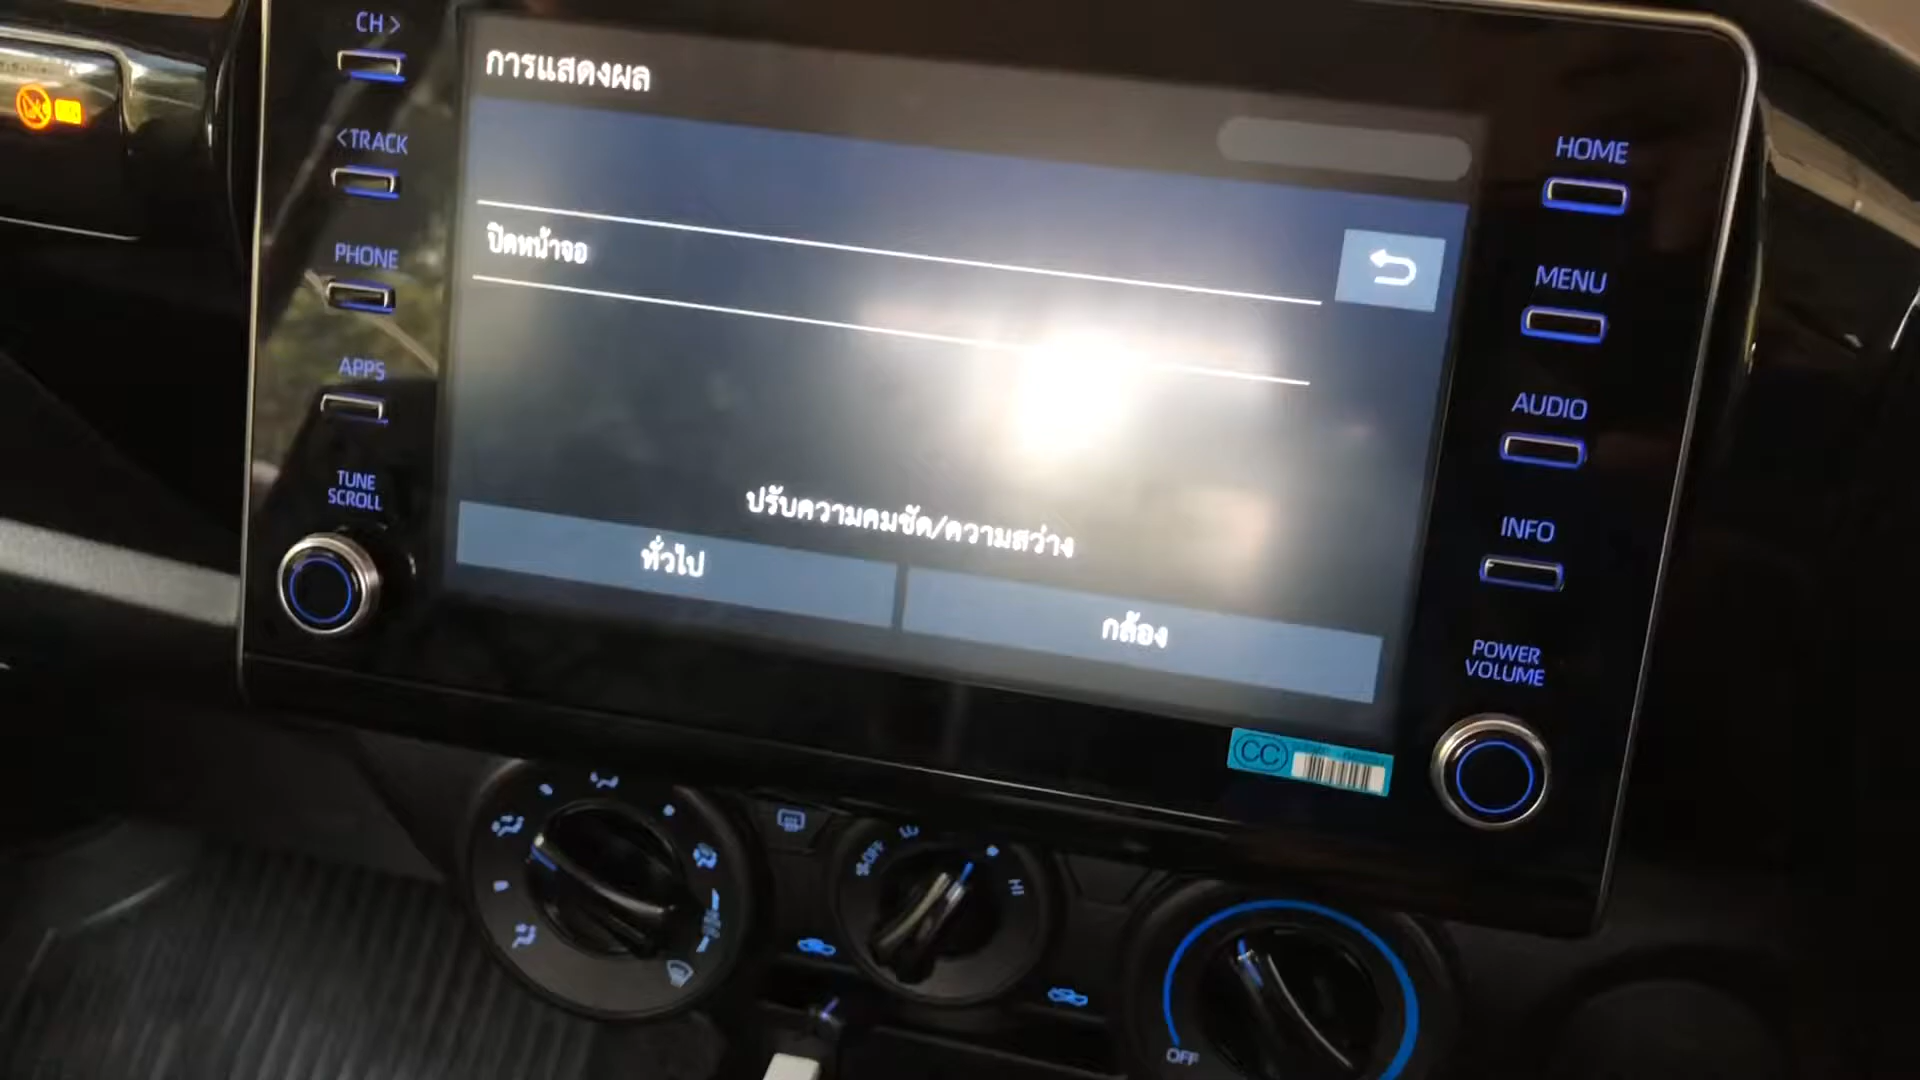 CH >
< TRACK
PHONE
APPS
TUNE
SCROLL
การแสดงผล
ปิดหน้าจอ
ปรับความคมชัด/ความสว่าง
ทั่วไป
กล้อง
HOME
MENU
AUDIO
INFO
POWER
VOLUME
CC
OFF
LO
HI
OFF